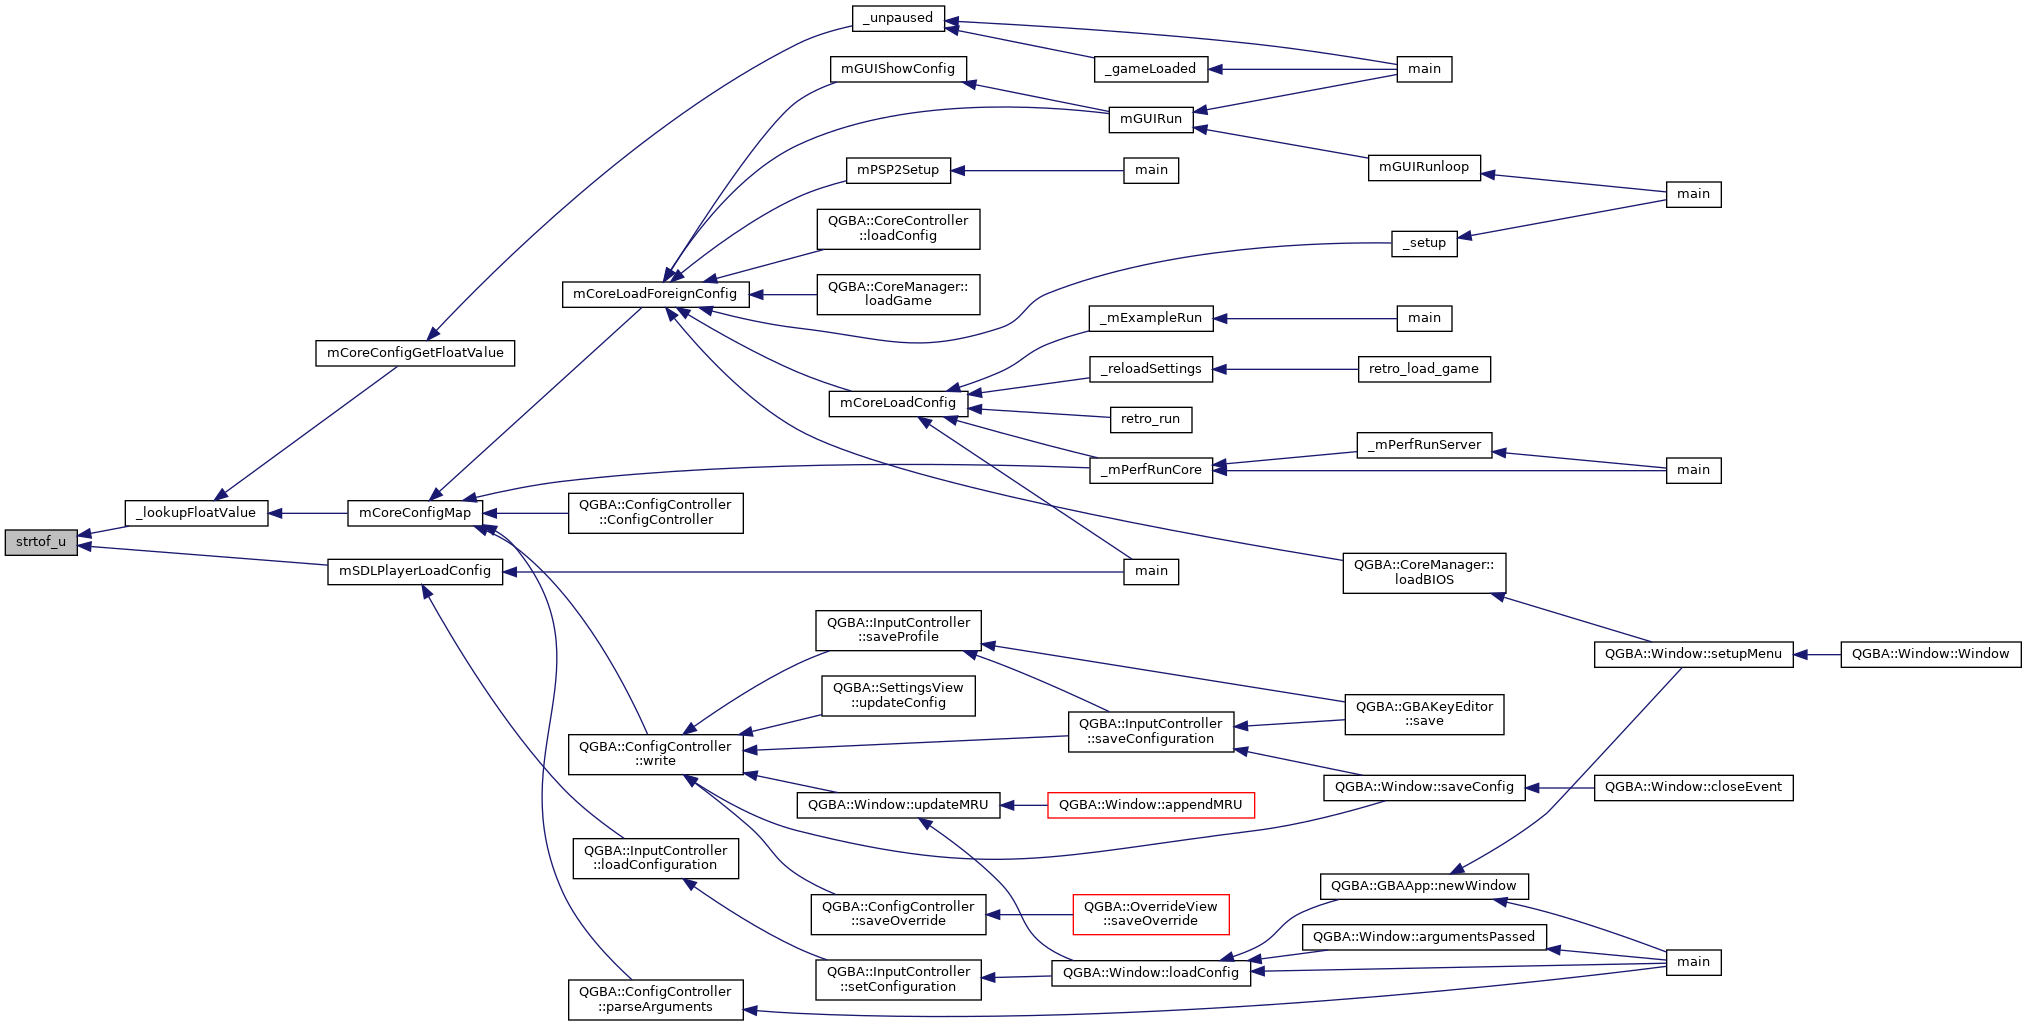 _unpaused
mGUIShowConfig
_gameLoaded
main
mGUIRun
mPSP2Setup
main
mGUIRunloop
main
QGBA::CoreController
::loadConfig
_setup
QGBA::CoreManager::
loadGame
mCoreLoadForeignConfig
_mExampleRun
main
mCoreConfigGetFloatValue
_reloadSettings
retro_load_game
mCoreLoadConfig
retro_run
_mPerfRunServer
_mPerfRunCore
main
_lookupFloatValue
mCoreConfigMap
QGBA::ConfigController
::ConfigController
strtof_u
mSDLPlayerLoadConfig
main
QGBA::CoreManager::
loadBIOS
QGBA::InputController
::saveProfile
QGBA::Window::setupMenu
QGBA::Window::Window
QGBA::SettingsView
::updateConfig
QGBA::GBAKeyEditor
::save
QGBA::InputController
::saveConfiguration
QGBA::ConfigController
::write
QGBA::Window::saveConfig
QGBA::Window::closeEvent
QGBA::Window::updateMRU
QGBA::Window::appendMRU
QGBA::InputController
::loadConfiguration
QGBA::GBAApp::newWindow
QGBA::ConfigController
::saveOverride
QGBA::OverrideView
::saveOverride
QGBA::Window::argumentsPassed
main
QGBA::InputController
::setConfiguration
QGBA::Window::loadConfig
QGBA::ConfigController
::parseArguments